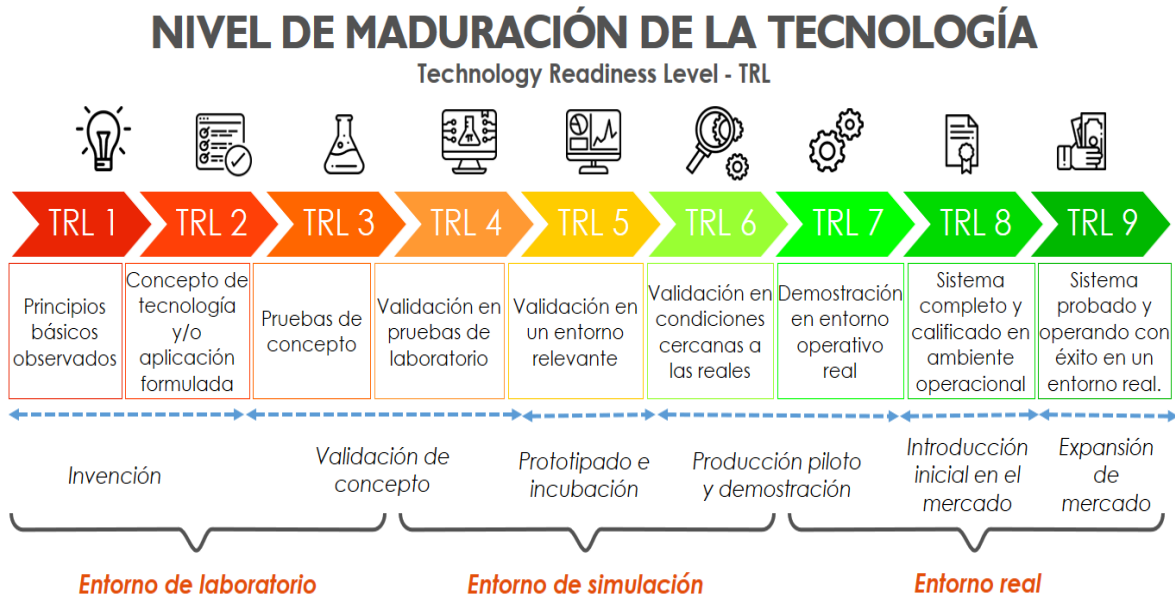 NIVEL DE MADURACIÓN DE LA TECNOLOGÍA
Technology Readiness Level - TRL
TRL 1
TRL 2
TRL 3
TRL 4
TRL 5
TRL 6
TRL 7
TRL 8
TRL 9
Principios
básicos
observados
Concepto de
tecnología
y/o
aplicación
formulada
Pruebas de
concepto
Validación en
pruebas de
laboratorio
Validación en
un entorno
relevante
Validación en
condiciones
cercanas a
las reales
Demostración
en entorno
operativo
real
Sistema
completo y
calificado en
ambiente
operacional
Sistema
probado y
operando con
éxito en un
entorno real.
Invención
Validación de
concepto
Prototipado e
incubación
Producción piloto
y demostración
Introducción
inicial en el
mercado
Expansión
de
mercado
Entorno de laboratorio
Entorno de simulación
Entorno real